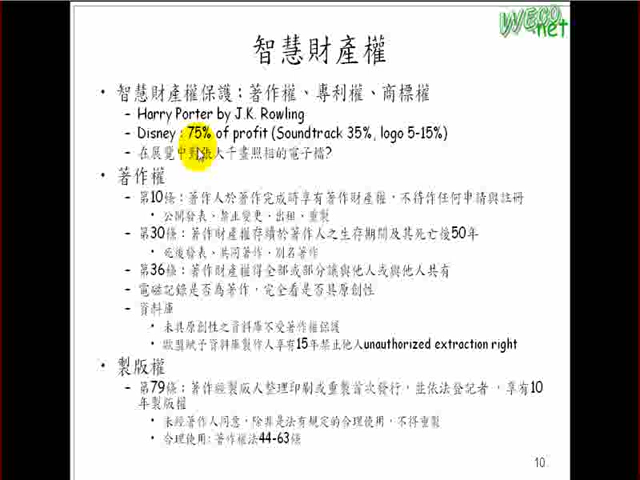 WECO
.net
智慧財產權
• 智慧財產權保護：著作權、專利權、商標權
– Harry Porter by J.K. Rowling
– Disney : 75% of profit (Soundtrack 35%, logo 5-15%)
– 在展覽中對張大千畫照相的電子檔?
• 著作權
– 第10條：著作人於著作完成時享有著作財產權，不待作任何申請與註冊
• 公開發表、禁止變更、出租、重製
– 第30條：著作財產權存續於著作人之生存期間及其死亡後50年
• 死後發表、共同著作、別名著作
– 第36條：著作財產權得全部或部分讓與他人或與他人共有
– 電磁記錄是否為著作，完全看是否具原創性
– 資料庫
• 未具原創性之資料庫不受著作權保護
• 歐盟賦予資料庫製作人享有15年禁止他人unauthorized extraction right
• 製版權
– 第79條：著作經製版人整理印刷或重製首次發行，並依法登記者，享有10
年製版權
• 未經著作人同意，除非是法有規定的合理使用，不得重製
• 合理使用: 著作權法44-63條
10